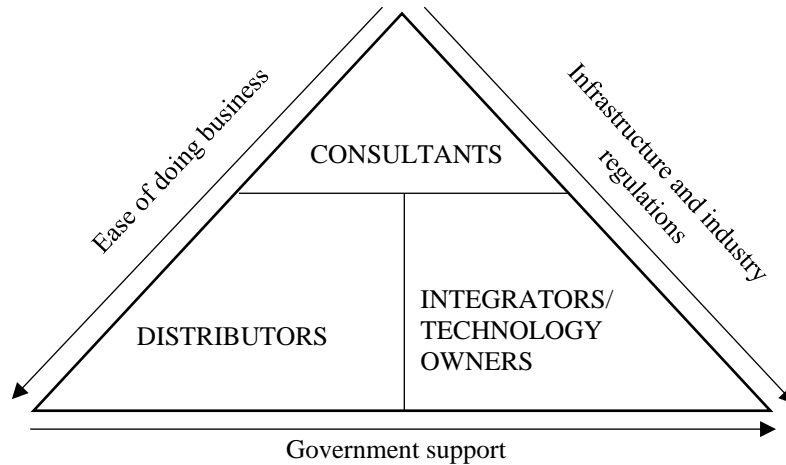 Ease of doing business
Infrastructure and industry
regulations
CONSULTANTS
DISTRIBUTORS
INTEGRATORS/
TECHNOLOGY
OWNERS
Government support